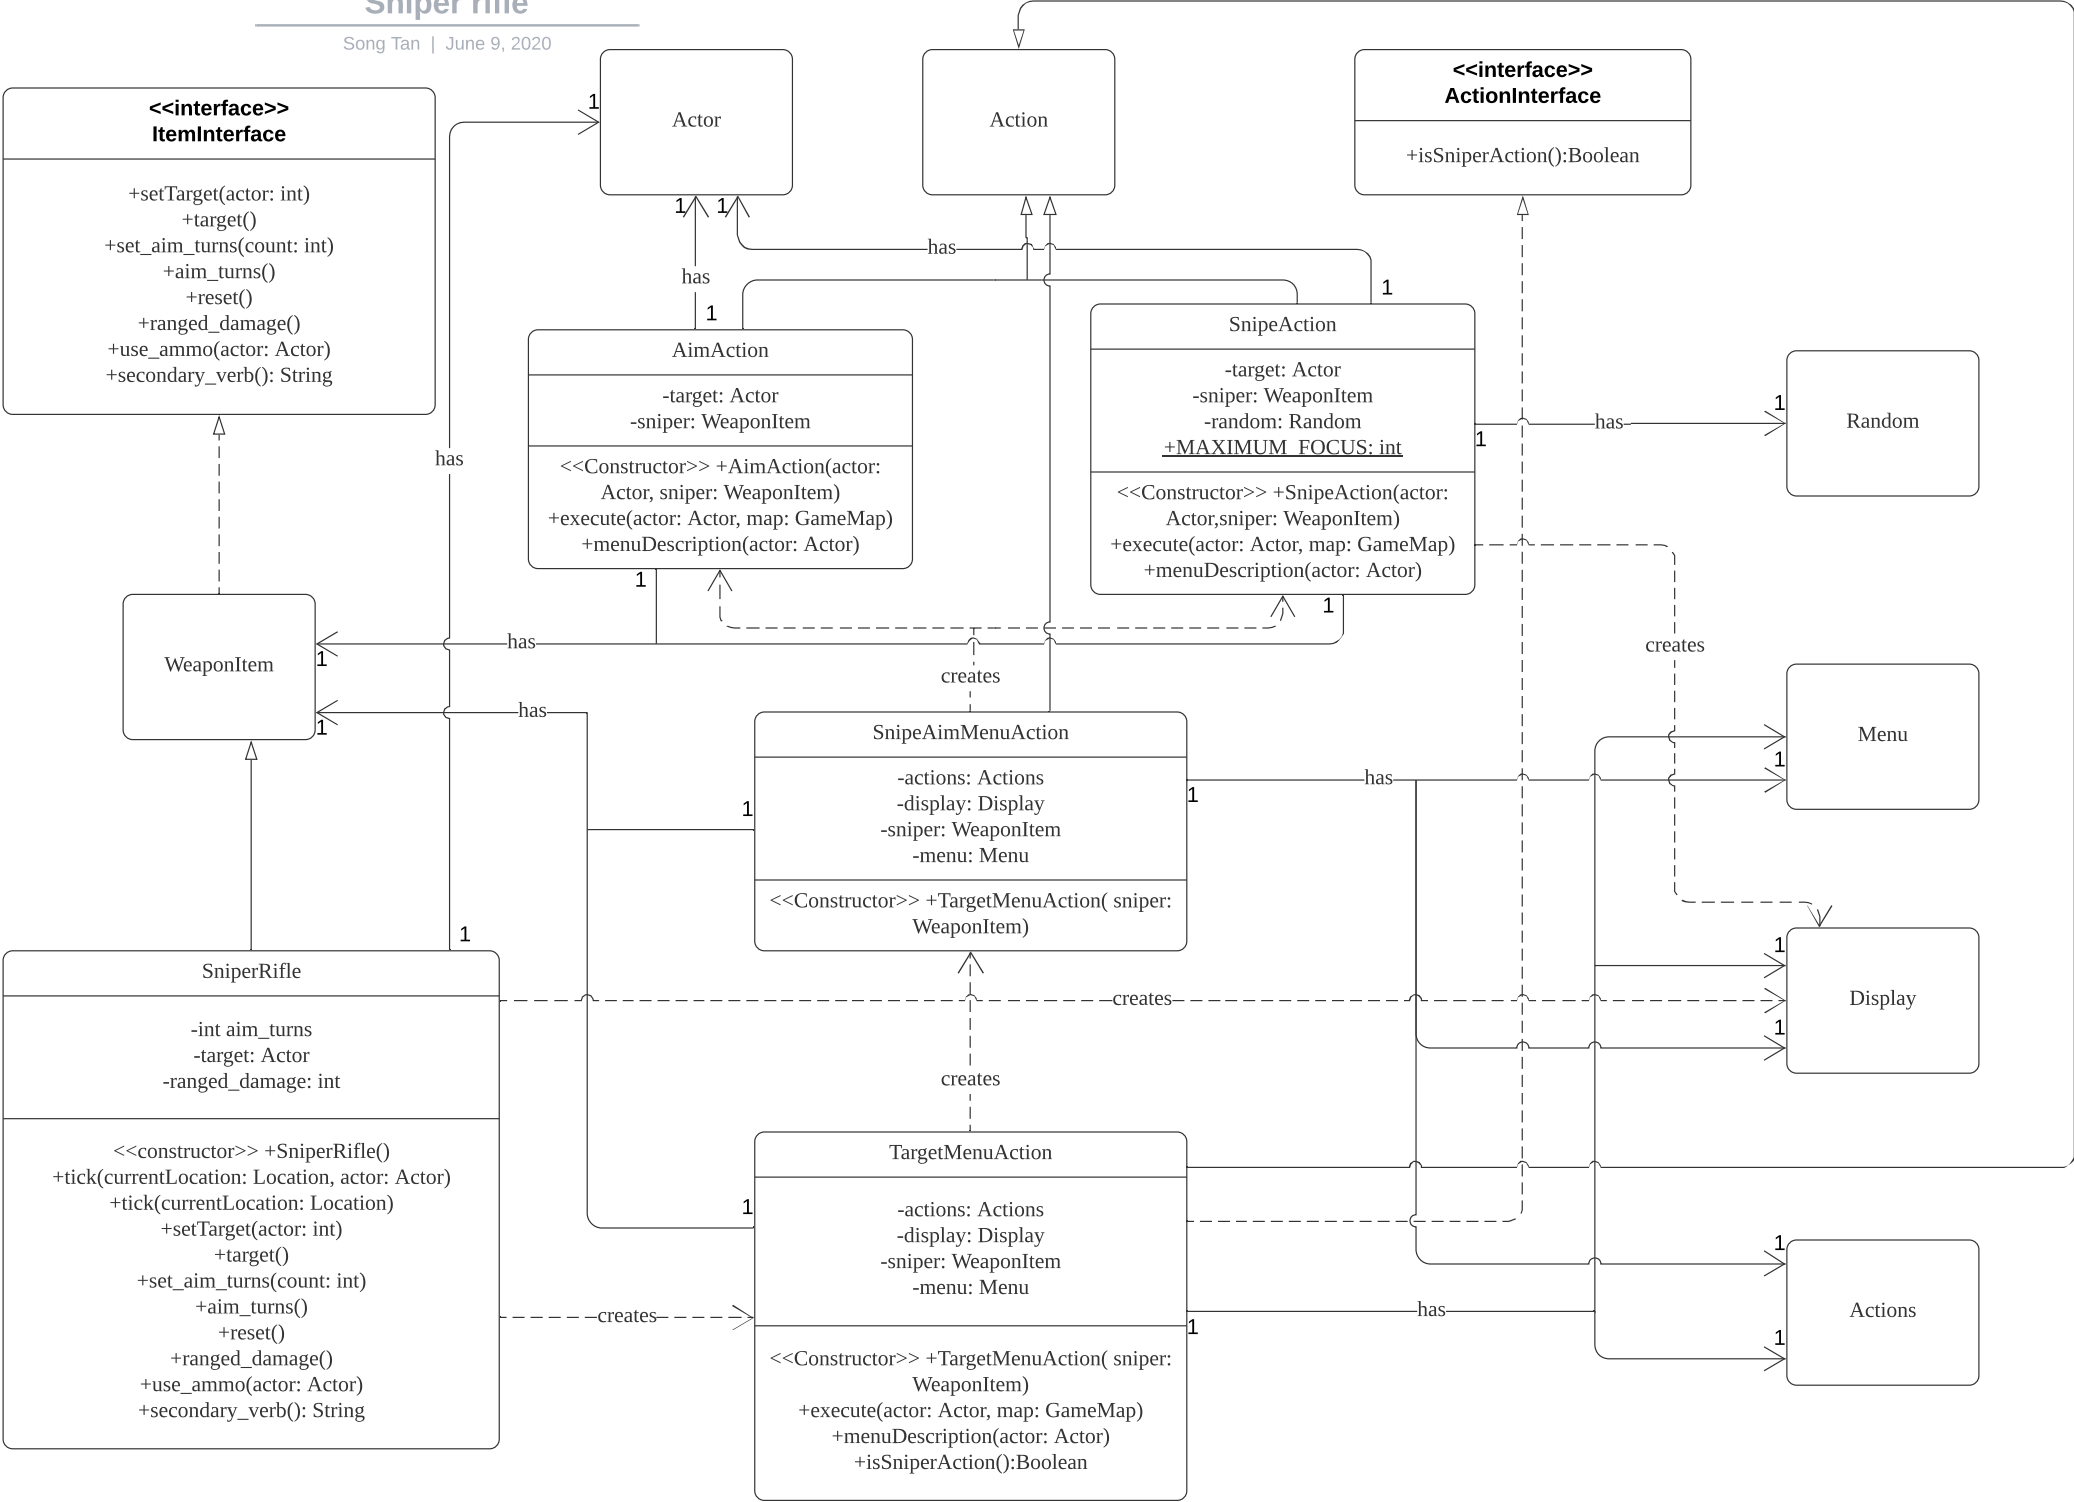 Sniper rifle
Song Tan | June 9, 2020
<<interface>>
ItemInterface
+setTarget(actor: int)
+target()
+set_aim_turns(count: int)
+aim_turns()
+reset()
+ranged_damage()
+use_ammo(actor: Actor)
+secondary_verb(): String
1
Actor
Action
<<interface>>
ActionInterface
+isSniperAction():Boolean
1
1
has
has
1
1
AimAction
-target: Actor
-sniper: WeaponItem
<<Constructor>> +AimAction(actor:
Actor, sniper: WeaponItem)
+execute(actor: Actor, map: GameMap)
+menuDescription(actor: Actor)
SnipeAction
-target: Actor
-sniper: WeaponItem
-random: Random
+MAXIMUM_FOCUS: int
<<Constructor>> +SnipeAction(actor:
Actor,sniper: WeaponItem)
+execute(actor: Actor, map: GameMap)
+menuDescription(actor: Actor)
1
has
1
Random
has
1
1
has
1
creates
creates
WeaponItem
has
1
Menu
SnipeAimMenuAction
-actions: Actions
-display: Display
-sniper: WeaponItem
-menu: Menu
<<Constructor>> +TargetMenuAction( sniper:
WeaponItem)
1
has
1
1
1
SniperRifle
-int aim_turns
-target: Actor
-ranged_damage: int
<<constructor>> +SniperRifle()
+tick(currentLocation: Location, actor: Actor)
+tick(currentLocation: Location)
+setTarget(actor: int)
+target()
+set_aim_turns(count: int)
+aim_turns()
+reset()
+ranged_damage()
+use_ammo(actor: Actor)
+secondary_verb(): String
creates
1
Display
1
creates
TargetMenuAction
-actions: Actions
-display: Display
-sniper: WeaponItem
-menu: Menu
<<Constructor>> +TargetMenuAction( sniper:
WeaponItem)
+execute(actor: Actor, map: GameMap)
+menuDescription(actor: Actor)
+isSniperAction():Boolean
1
creates
1
has
1
Actions
1